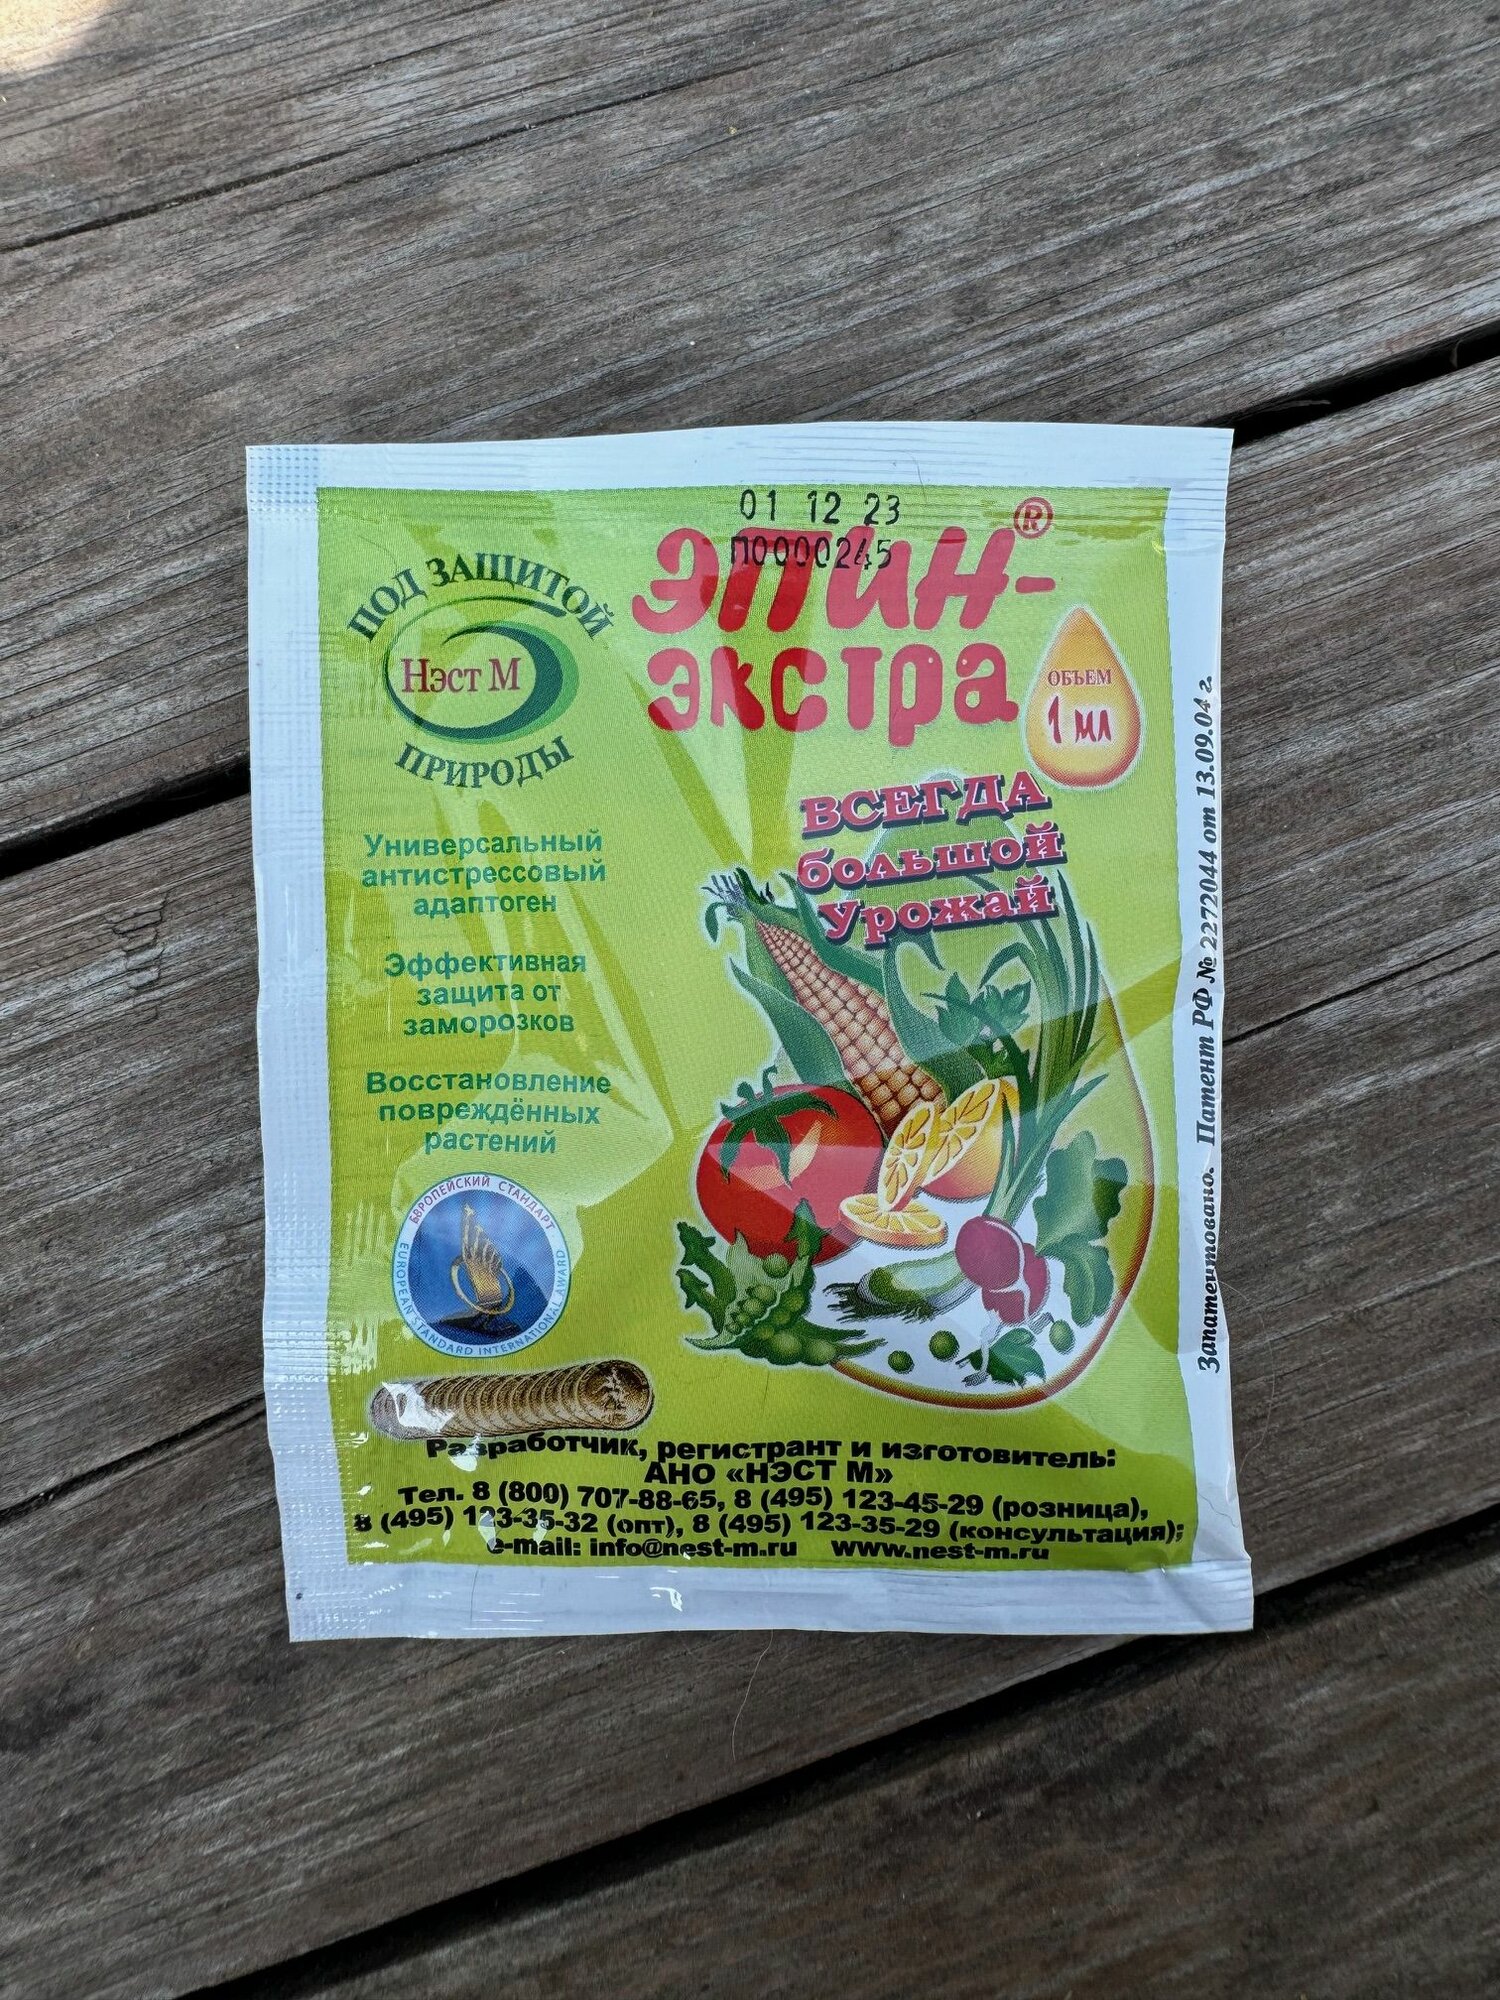 01 12 23
П0000245
ЭПИН-
экстра
®
ПОД ЗАЩИТОЙ
Нэст М
ПРИРОДЫ
ОБЪЕМ
1 мл
ВСЕГДА
большой
Урожай
Универсальный
антистрессовый
адаптоген
Эффективная
защита от
заморозков
Восстановление
повреждённых
растений
ЕВРОПЕЙСКИЙ СТАНДАРТ
EUROPEAN STANDARD INTERNATIONAL AWARD
Разработчик, регистрант и изготовитель:
АНО «НЭСТ М»
Тел. 8 (800) 707-88-65, 8 (495) 123-45-29 (розница),
8 (495) 123-35-32 (опт), 8 (495) 123-35-29 (консультация);
e-mail: info@nest-m.ru www.nest-m.ru
Запатентовано. Патент РФ № 2272044 от 13.09.04 г.